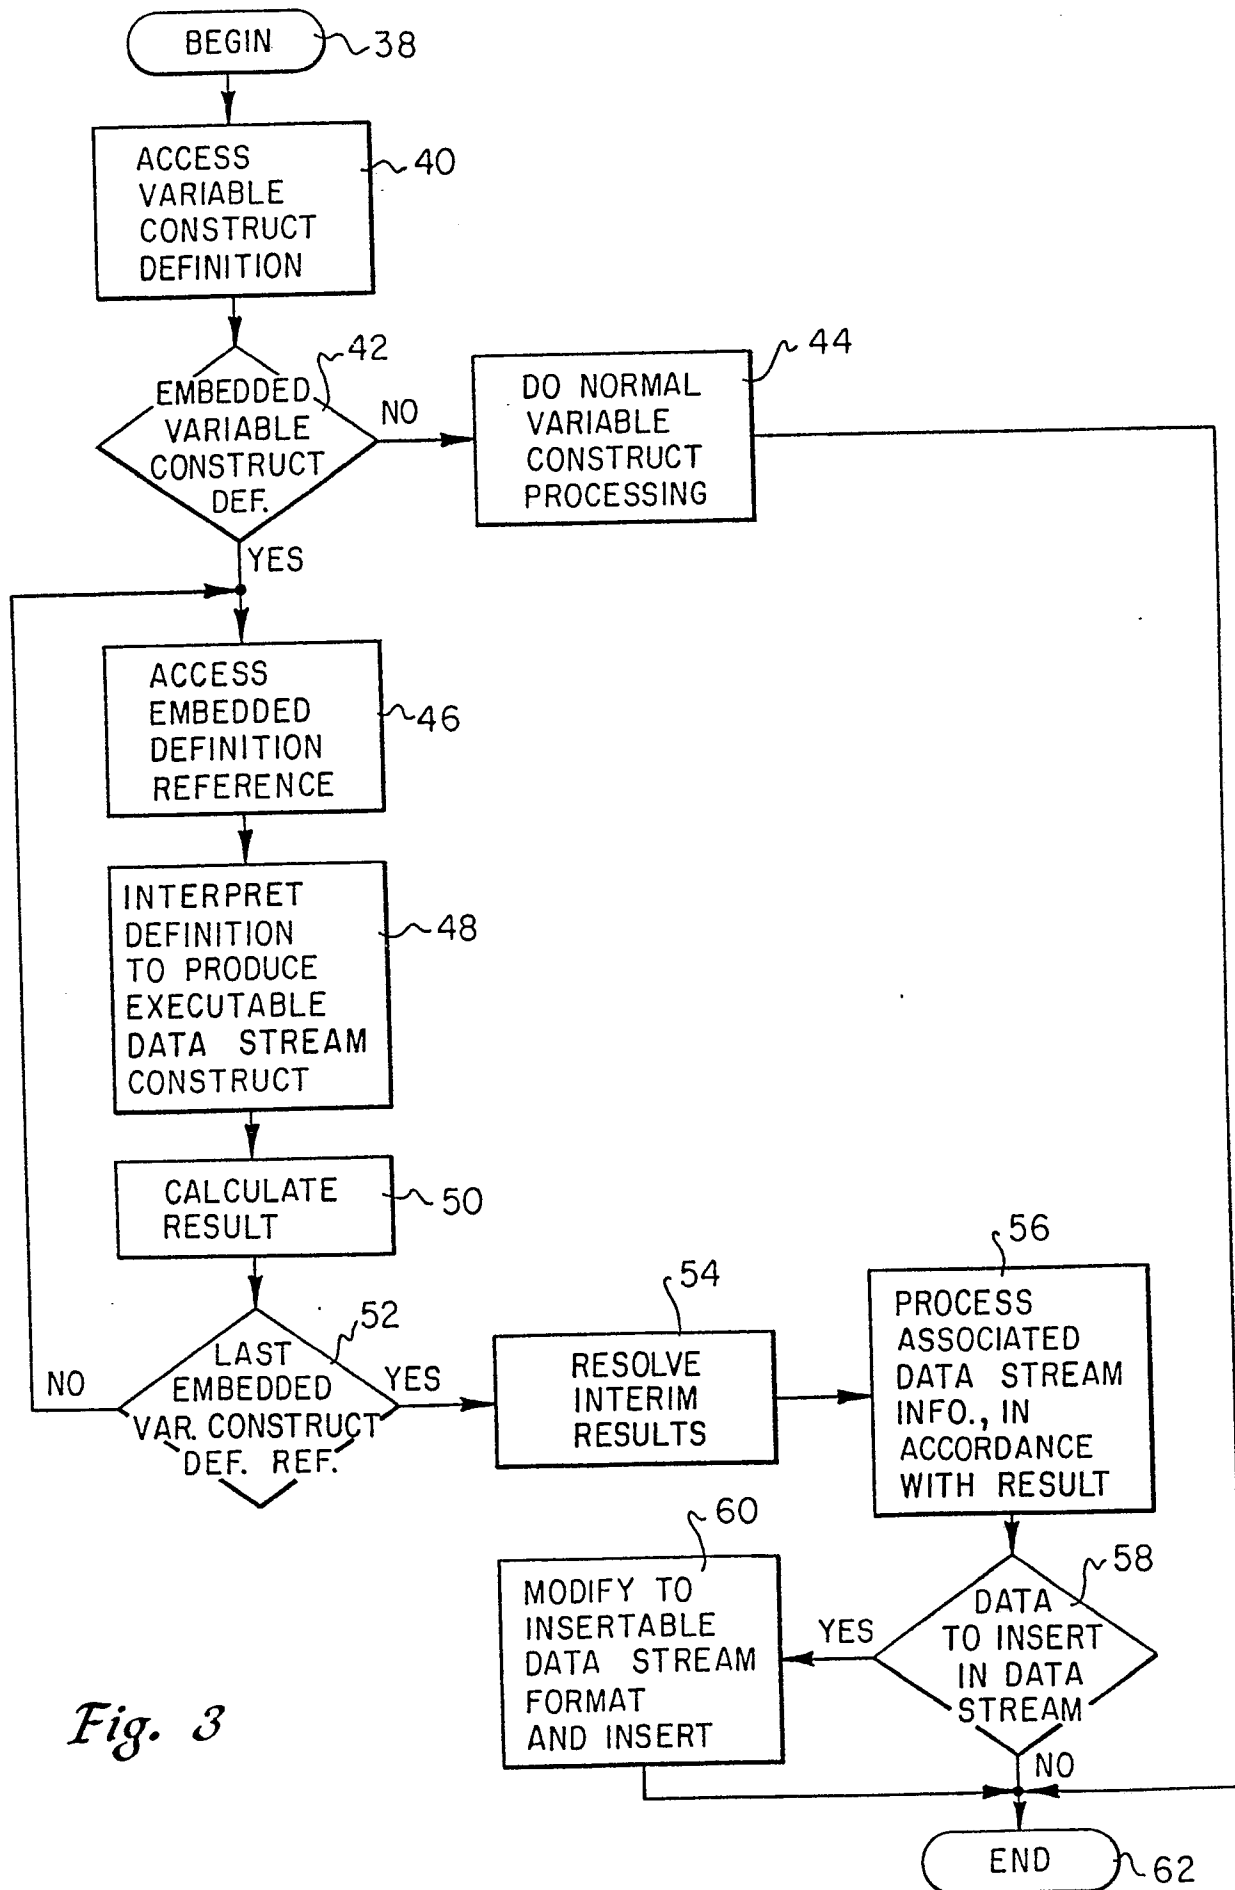 BEGIN
38
ACCESS
VARIABLE
CONSTRUCT
DEFINITION
40
EMBEDDED
VARIABLE
CONSTRUCT
DEF.
42
NO
DO NORMAL
VARIABLE
CONSTRUCT
PROCESSING
44
YES
ACCESS
EMBEDDED
DEFINITION
REFERENCE
46
INTERPRET
DEFINITION
TO PRODUCE
EXECUTABLE
DATA STREAM
CONSTRUCT
48
CALCULATE
RESULT
50
LAST
EMBEDDED
VAR. CONSTRUCT
DEF. REF.
52
NO
YES
RESOLVE
INTERIM
RESULTS
54
PROCESS
ASSOCIATED
DATA STREAM
INFO., IN
ACCORDANCE
WITH RESULT
56
DATA
TO INSERT
IN DATA
STREAM
58
YES
MODIFY TO
INSERTABLE
DATA STREAM
FORMAT
AND INSERT
60
NO
END
62
Fig. 3